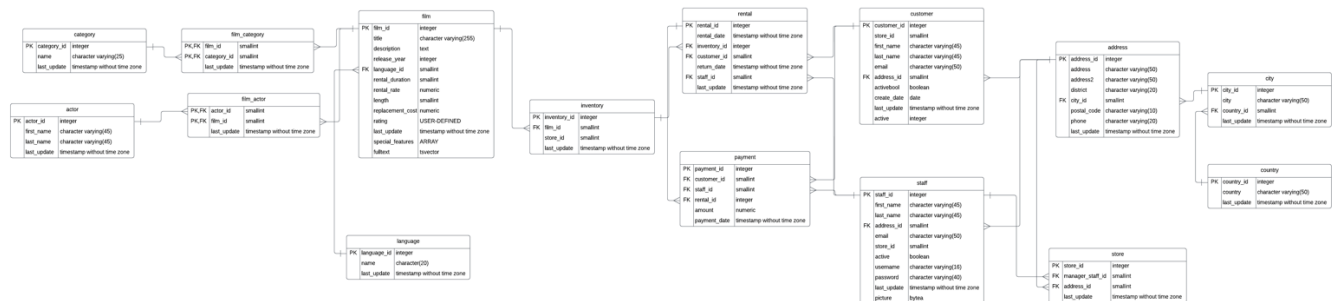 category
PK category_id integer
name character varying(25)
last_update timestamp without time zone
film_category
PK,FK film_id smallint
PK,FK category_id smallint
last_update timestamp without time zone
actor
PK actor_id integer
first_name character varying(45)
last_name character varying(45)
last_update timestamp without time zone
film_actor
PK,FK actor_id smallint
PK,FK film_id smallint
last_update timestamp without time zone
film
PK film_id integer
title character varying(255)
description text
release_year integer
FK language_id smallint
rental_duration smallint
rental_rate numeric
length smallint
replacement_cost numeric
rating USER-DEFINED
last_update timestamp without time zone
special_features ARRAY
fulltext tsvector
language
PK language_id integer
name character(20)
last_update timestamp without time zone
inventory
PK inventory_id integer
FK film_id smallint
store_id smallint
last_update timestamp without time zone
rental
PK rental_id integer
rental_date timestamp without time zone
FK inventory_id integer
FK customer_id smallint
return_date timestamp without time zone
FK staff_id smallint
last_update timestamp without time zone
payment
PK payment_id integer
FK customer_id smallint
FK staff_id smallint
FK rental_id integer
amount numeric
payment_date timestamp without time zone
customer
PK customer_id integer
store_id smallint
first_name character varying(45)
last_name character varying(45)
email character varying(50)
FK address_id smallint
activebool boolean
create_date date
last_update timestamp without time zone
active integer
staff
PK staff_id integer
first_name character varying(45)
last_name character varying(45)
FK address_id smallint
email character varying(50)
store_id smallint
active boolean
username character varying(16)
password character varying(40)
last_update timestamp without time zone
picture bytea
address
PK address_id integer
address character varying(50)
address2 character varying(50)
district character varying(20)
FK city_id smallint
postal_code character varying(10)
phone character varying(20)
last_update timestamp without time zone
city
PK city_id integer
city character varying(50)
FK country_id smallint
last_update timestamp without time zone
country
PK country_id integer
country character varying(50)
last_update timestamp without time zone
store
PK store_id integer
FK manager_staff_id smallint
FK address_id smallint
last_update timestamp without time zone